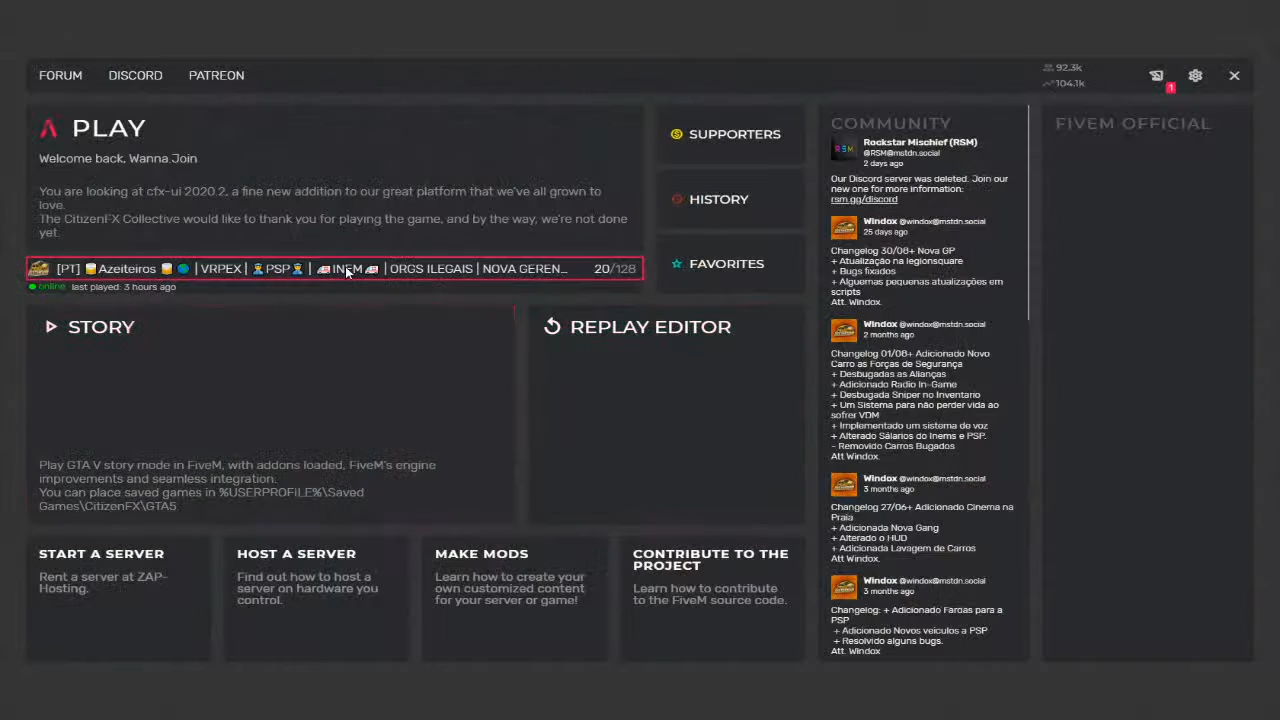 FORUM DISCORD PATREON
92.3k
104.1k
1
PLAY
Welcome back, Wanna.Join
You are looking at cfx-ui 2020.2, a fine new addition to our great platform that we've all grown to
love.
The CitizenFX Collective would like to thank you for playing the game, and by the way, we're not done
yet.
[PT] Azeiteiros | VRPEX | PSP | INEM | ORGS ILEGAIS | NOVA GEREN... 20/128
online last played: 3 hours ago
SUPPORTERS
HISTORY
FAVORITES
STORY
Play GTA V story mode in FiveM, with addons loaded, FiveM's engine
improvements and seamless integration.
You can place saved games in %USERPROFILE%\Saved
Games\CitizenFX\GTA5
REPLAY EDITOR
START A SERVER
Rent a server at ZAP-
Hosting.
HOST A SERVER
Find out how to host a
server on hardware you
control.
MAKE MODS
Learn how to create your
own customized content
for your server or game!
CONTRIBUTE TO THE
PROJECT
Learn how to contribute
to the FiveM source code.
COMMUNITY
RSM
Rockstar Mischief (RSM)
@RSM@mstdn.social
2 days ago
Our Discord server was deleted. Join our
new one for more information:
rsm.gg/discord
Windox @windox@mstdn.social
25 days ago
Changelog 30/08+ Nova GP
+ Atualização na legionsquare
+ Bugs fixados
+ Alguemas pequenas atualizações em
scripts
Att. Windox.
Windox @windox@mstdn.social
2 months ago
Changelog 01/08+ Adicionado Novo
Carro as Forças de Segurança
+ Desbugadas as Alianças
+ Adicionado Radio In-Game
+ Desbugada Sniper no Inventario
+ Um Sistema para não perder vida ao
sofrer VDM
+ Implementado um sistema de voz
+ Alterado Sálarios do Inems e PSP.
- Removido Carros Bugados
Att Windox.
Windox @windox@mstdn.social
3 months ago
Changelog 27/06+ Adicionado Cinema na
Praia
+ Adicionada Nova Gang
+ Alterado o HUD
+ Adicionada Lavagem de Carros
Att Windox.
Windox @windox@mstdn.social
3 months ago
Changelog: + Adicionado Fardas para a
PSP
+ Adicionado Novos veiculos a PSP
+ Resolvido alguns bugs.
Att. Windox
FIVEM OFFICIAL